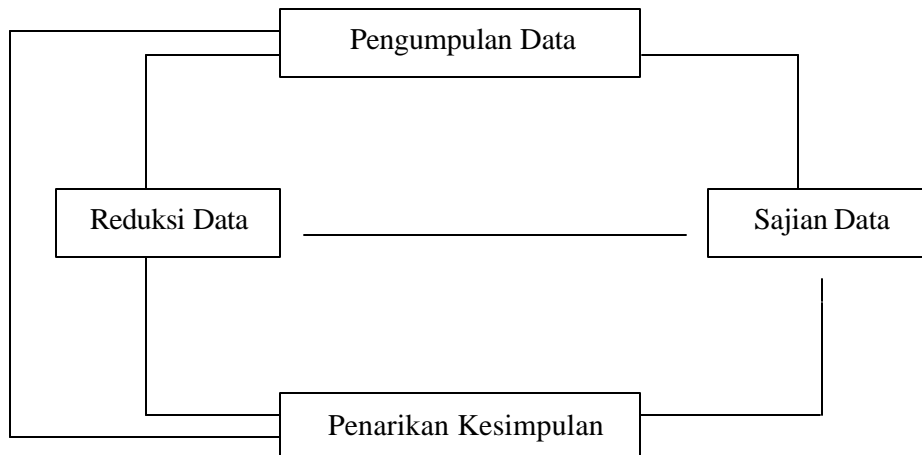 Pengumpulan Data
Reduksi Data
Sajian Data
Penarikan Kesimpulan